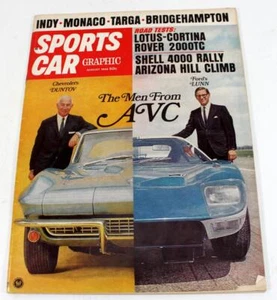 INDY-MONACO-TARGA-BRIDGEHAMPTON
SPORTS
CAR
GRAPHIC
ROAD TESTS:
LOTUS-CORTINA
ROVER 2000TC
SHELL 4000 RALLY
ARIZONA HILL CLIMB
Chevrolet's
DUNTOV
Ford's
LUNN
The Men From
AVC